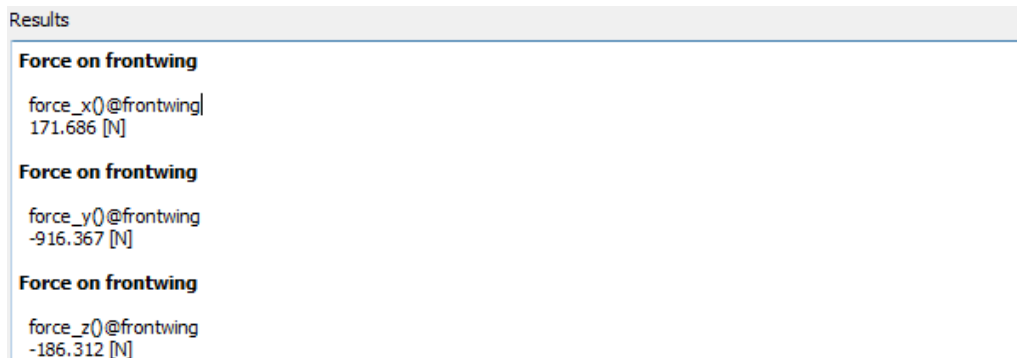 Results
Force on frontwing
force_x()@frontwing
171.686 [N]
Force on frontwing
force_y()@frontwing
-916.367 [N]
Force on frontwing
force_z()@frontwing
-186.312 [N]